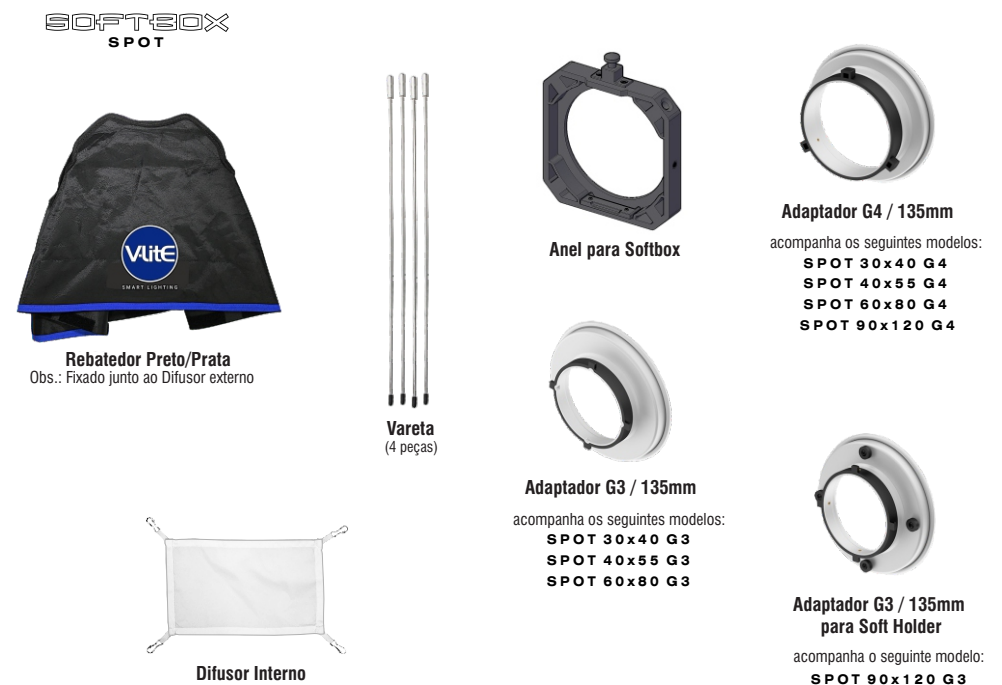 SOFTBOX
SPOT
V-LITE
SMART LIGHTING
Rebatedor Preto/Prata
Obs.: Fixado junto ao Difusor externo
Vareta
(4 peças)
Difusor Interno
Anel para Softbox
Adaptador G3 / 135mm
acompanha os seguintes modelos:
SPOT 30x40 G3
SPOT 40x55 G3
SPOT 60x80 G3
Adaptador G4 / 135mm
acompanha os seguintes modelos:
SPOT 30x40 G4
SPOT 40x55 G4
SPOT 60x80 G4
SPOT 90x120 G4
Adaptador G3 / 135mm
para Soft Holder
acompanha o seguinte modelo:
SPOT 90x120 G3